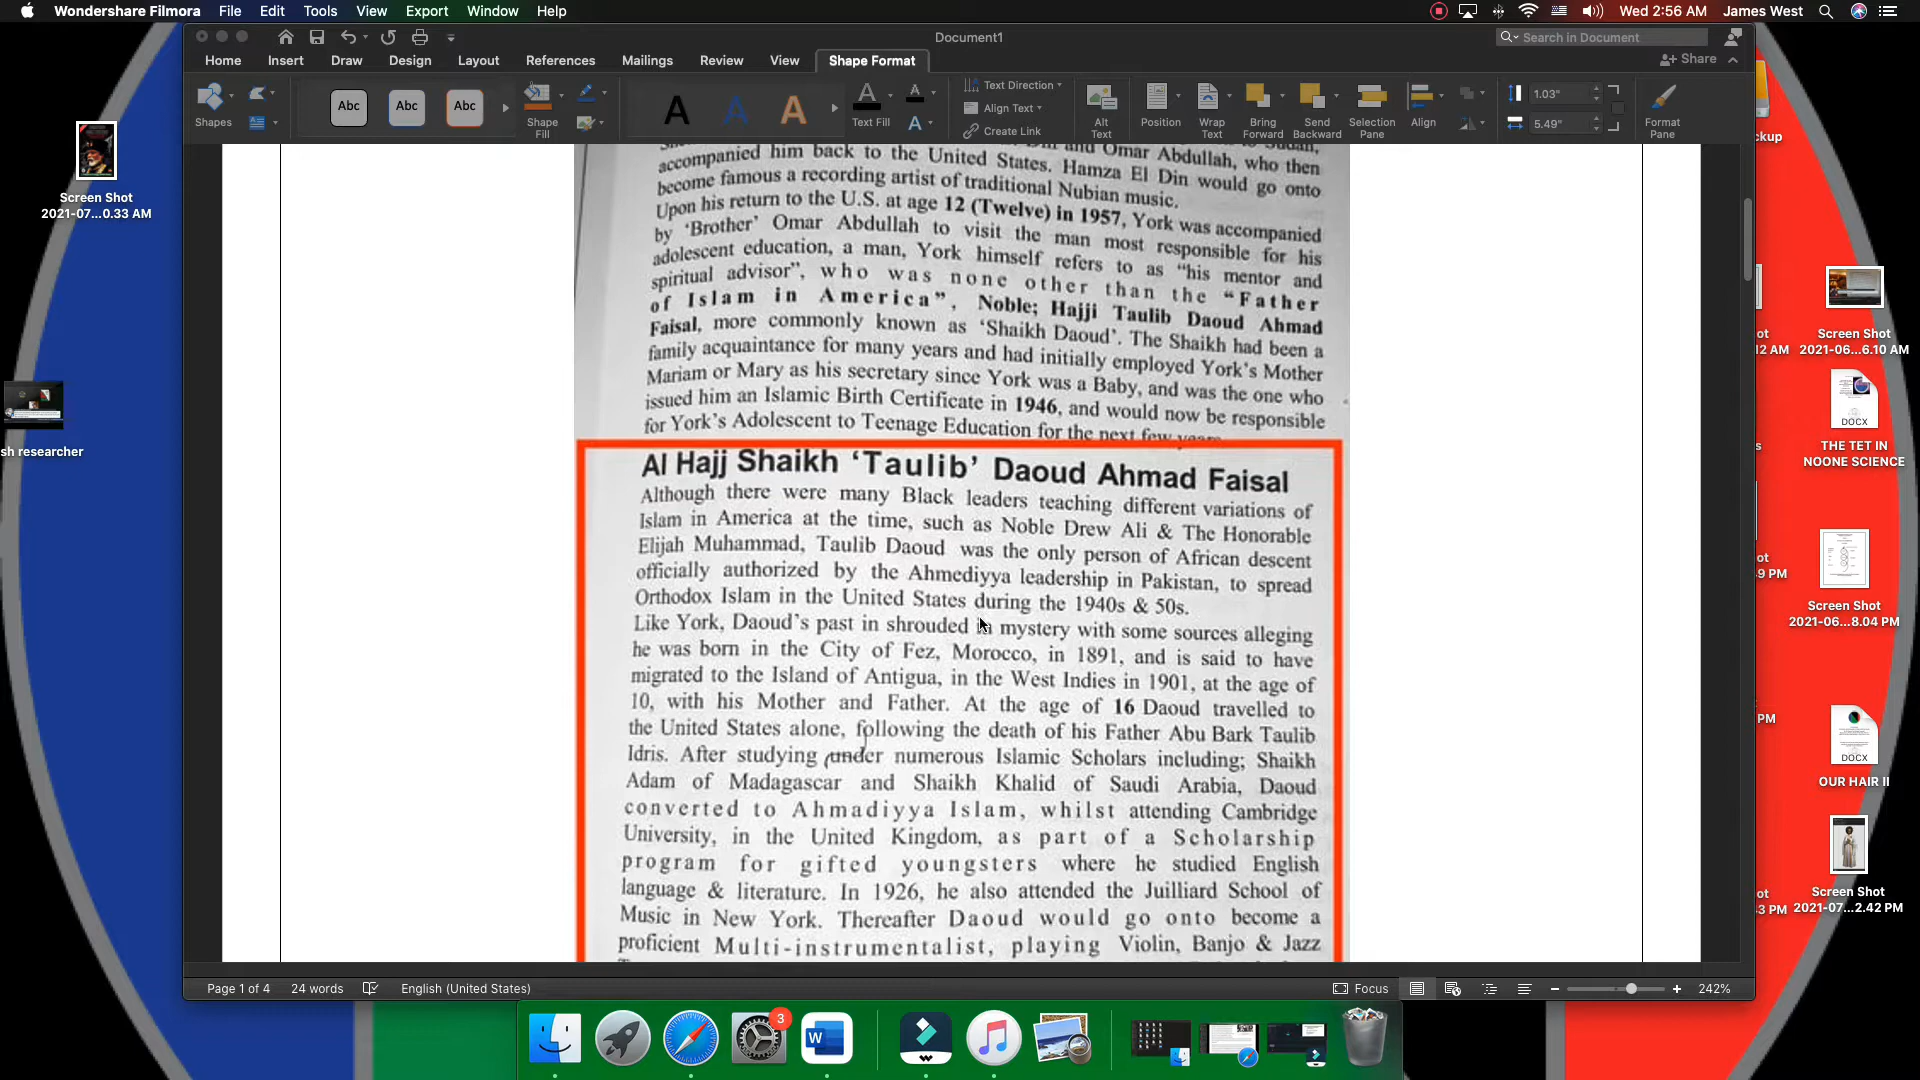 Wondershare Filmora File Edit Tools View Export Window Help
Wed 2:56 AM James West
Document1
Search in Document
Home Insert Draw Design Layout References Mailings Review View Shape Format
Share
Shapes
Abc Abc Abc
Shape Fill
A A A
Text Fill
Text Direction
Align Text
Create Link
Alt Text
Position
Wrap Text
Bring Forward
Send Backward
Selection Pane
Align
1.03"
5.49"
Format Pane
and Omar Abdullah, who then
accompanied him back to the United States. Hamza El Din would go onto
become famous a recording artist of traditional Nubian music.
Upon his return to the U.S. at age 12 (Twelve) in 1957, York was accompanied
by 'Brother' Omar Abdullah to visit the man most responsible for his
adolescent education, a man, York himself refers to as "his mentor and
spiritual advisor", who was none other than the "Father
of Islam in America", Noble; Hajji Taulib Daoud Ahmad
Faisal, more commonly known as 'Shaikh Daoud'. The Shaikh had been a
family acquaintance for many years and had initially employed York's Mother
Mariam or Mary as his secretary since York was a Baby, and was the one who
issued him an Islamic Birth Certificate in 1946, and would now be responsible
for York's Adolescent to Teenage Education for the next few years.
Al Hajj Shaikh 'Taulib' Daoud Ahmad Faisal
Although there were many Black leaders teaching different variations of
Islam in America at the time, such as Noble Drew Ali & The Honorable
Elijah Muhammad, Taulib Daoud was the only person of African descent
officially authorized by the Ahmediyya leadership in Pakistan, to spread
Orthodox Islam in the United States during the 1940s & 50s.
Like York, Daoud's past in shrouded in mystery with some sources alleging
he was born in the City of Fez, Morocco, in 1891, and is said to have
migrated to the Island of Antigua, in the West Indies in 1901, at the age of
10, with his Mother and Father. At the age of 16 Daoud travelled to
the United States alone, following the death of his Father Abu Bark Taulib
Idris. After studying under numerous Islamic Scholars including; Shaikh
Adam of Madagascar and Shaikh Khalid of Saudi Arabia, Daoud
converted to Ahmadiyya Islam, whilst attending Cambridge
University, in the United Kingdom, as part of a Scholarship
program for gifted youngsters where he studied English
language & literature. In 1926, he also attended the Juilliard School of
Music in New York. Thereafter Daoud would go onto become a
proficient Multi-instrumentalist, playing Violin, Banjo & Jazz
Page 1 of 4 24 words English (United States)
Focus
242%
3
Screen Shot
2021-07...0.33 AM
sh researcher
ckup
Screen Shot
2021-06...6.10 AM
ot
12 AM
DOCX
THE TET IN
NOONE SCIENCE
s
ot
9 PM
Screen Shot
2021-06...8.04 PM
PM
DOCX
OUR HAIR II
Screen Shot
2021-07...2.42 PM
ot
3 PM